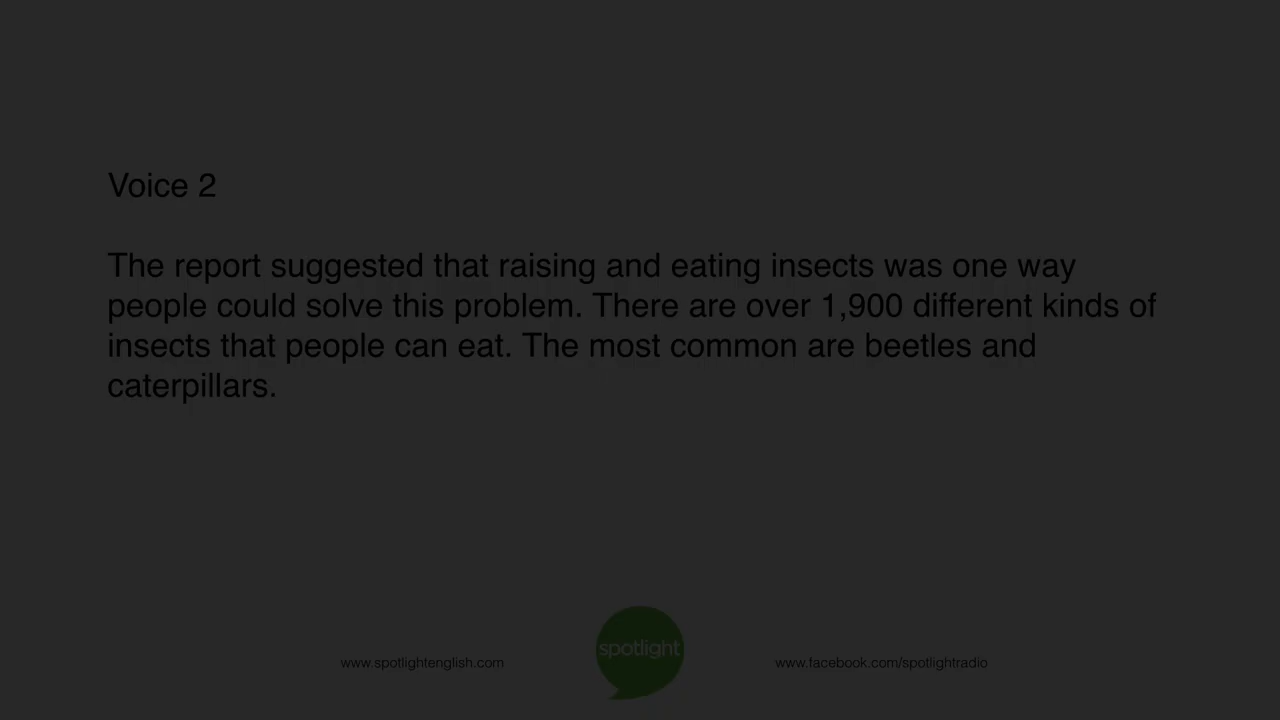 Voice 2
The report suggested that raising and eating insects was one way
people could solve this problem. There are over 1,900 different kinds of
insects that people can eat. The most common are beetles and
caterpillars.
spotlight
www.spotlightenglish.com
www.facebook.com/spotlightradio